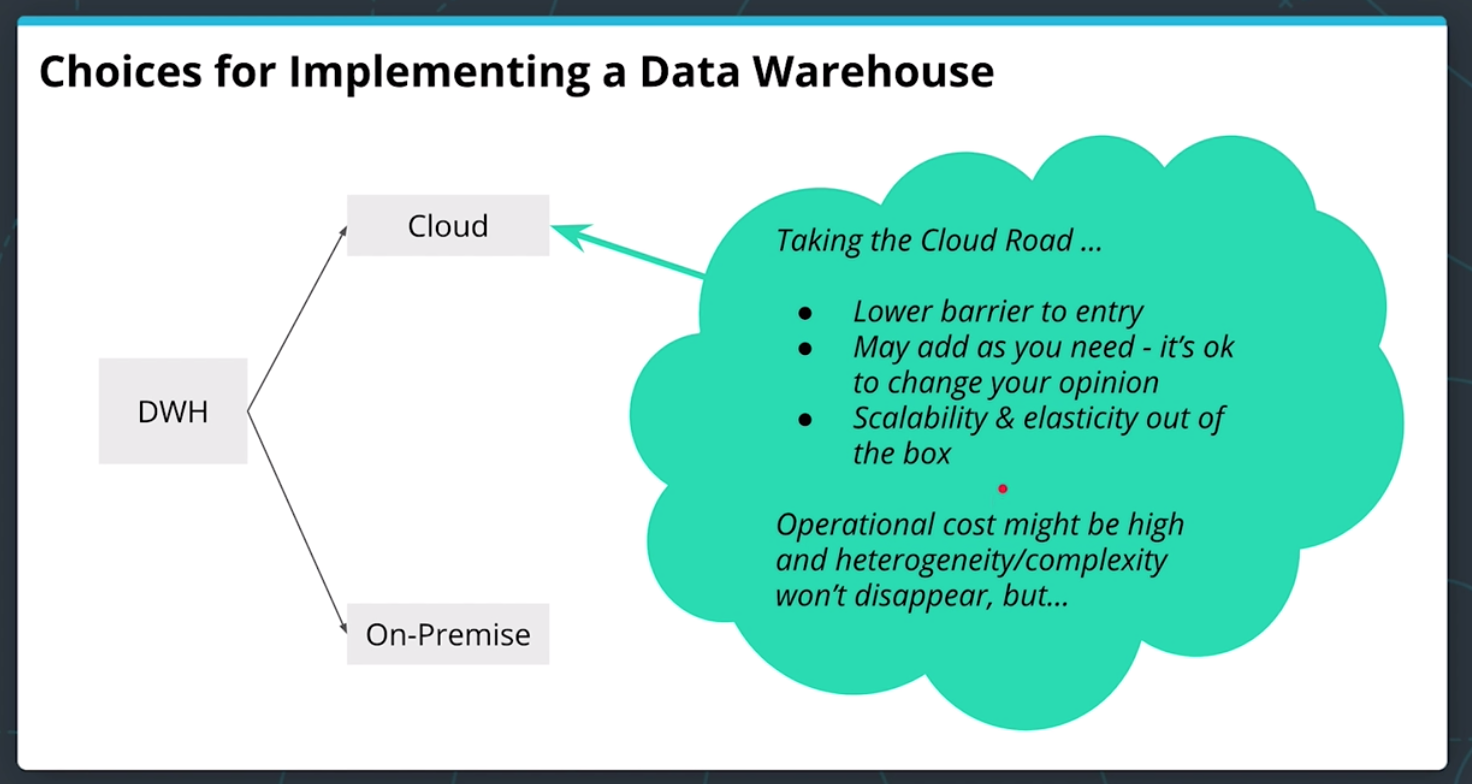 Choices for Implementing a Data Warehouse
Cloud
DWH
On-Premise
Taking the Cloud Road ...
● Lower barrier to entry
● May add as you need - it’s ok
to change your opinion
● Scalability & elasticity out of
the box
Operational cost might be high
and heterogeneity/complexity
won’t disappear, but...